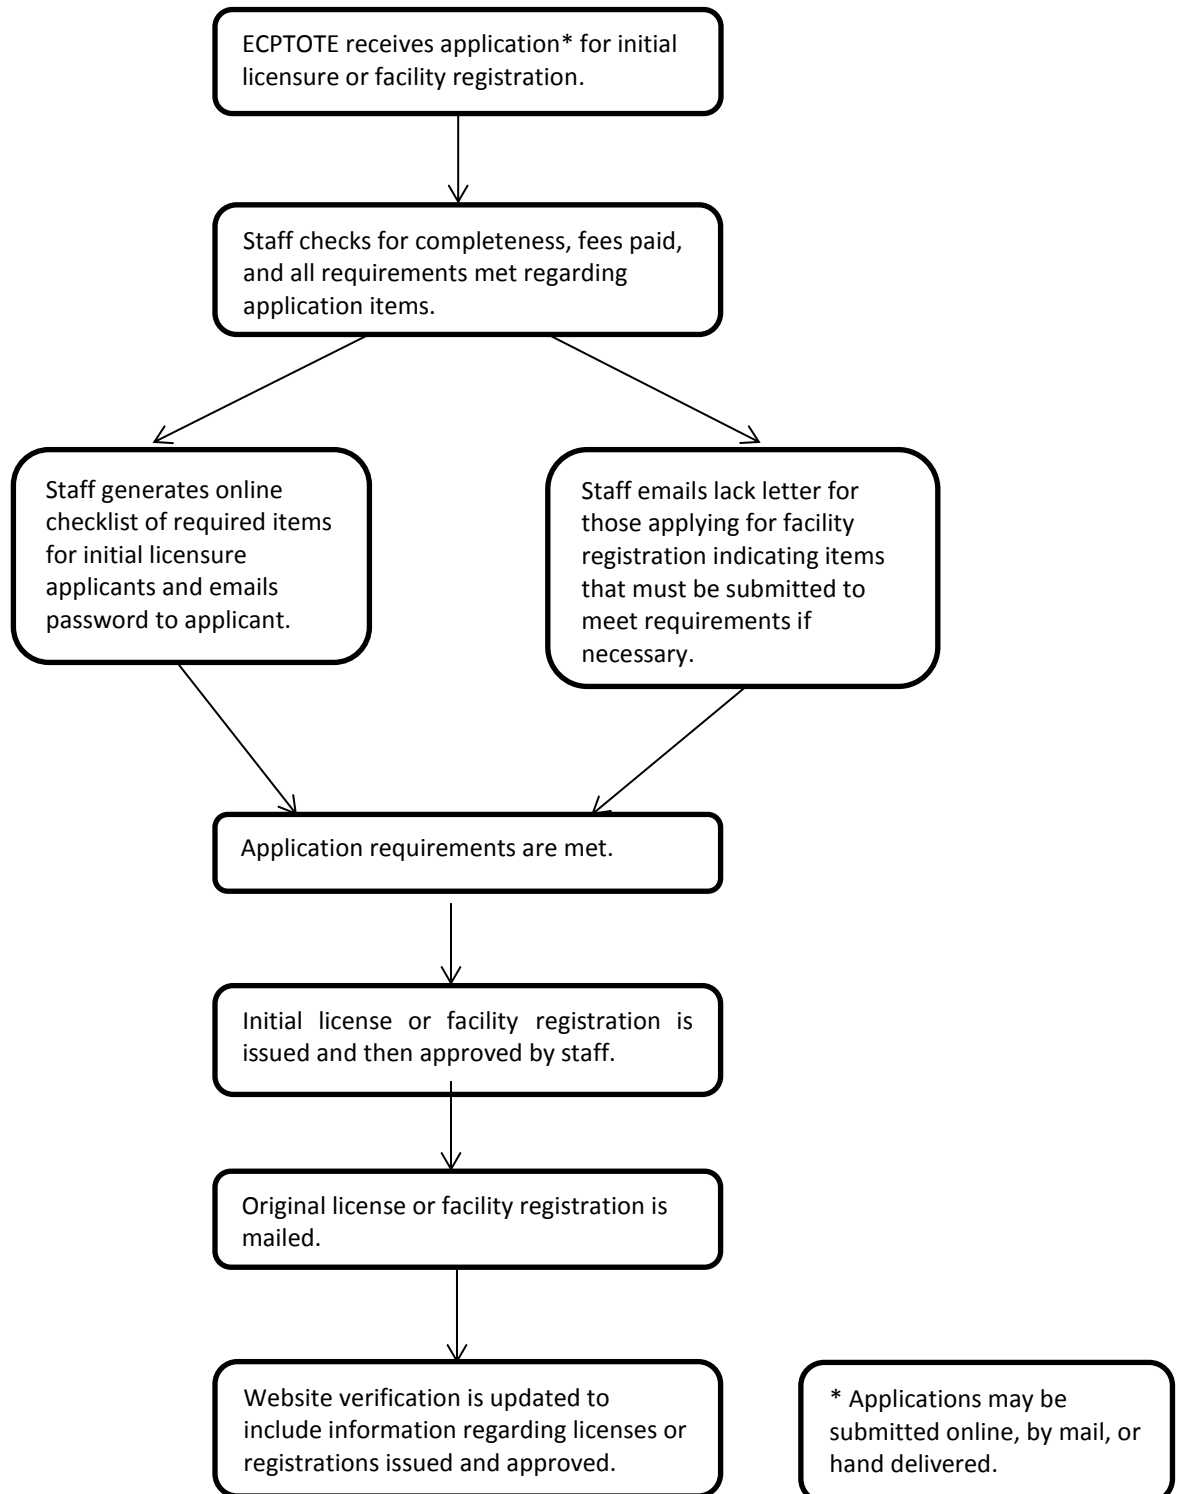 ECPTOTE receives application* for initial
licensure or facility registration.
Staff checks for completeness, fees paid,
and all requirements met regarding
application items.
Staff generates online
checklist of required items
for initial licensure
applicants and emails
password to applicant.
Staff emails lack letter for
those applying for facility
registration indicating items
that must be submitted to
meet requirements if
necessary.
Application requirements are met.
Initial license or facility registration is
issued and then approved by staff.
Original license or facility registration is
mailed.
Website verification is updated to
include information regarding licenses or
registrations issued and approved.
* Applications may be
submitted online, by mail, or
hand delivered.